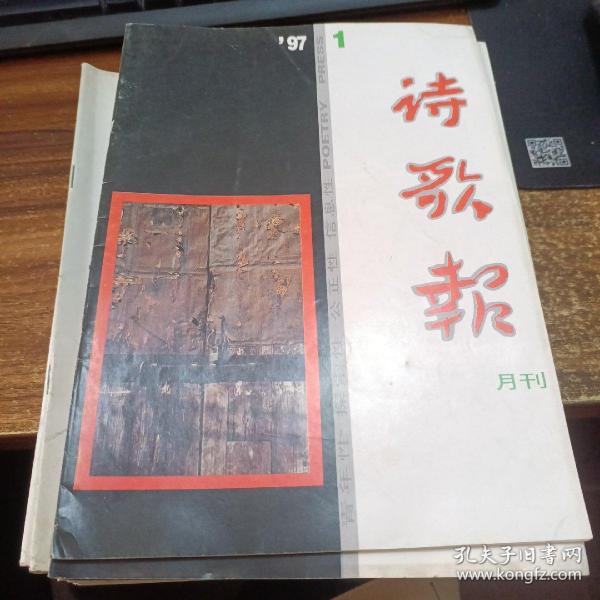 '97 1
诗歌报
月刊
青年性 探索性 公正性 信息性 POETRY PRESS
孔夫子旧书网
www.kongfz.com